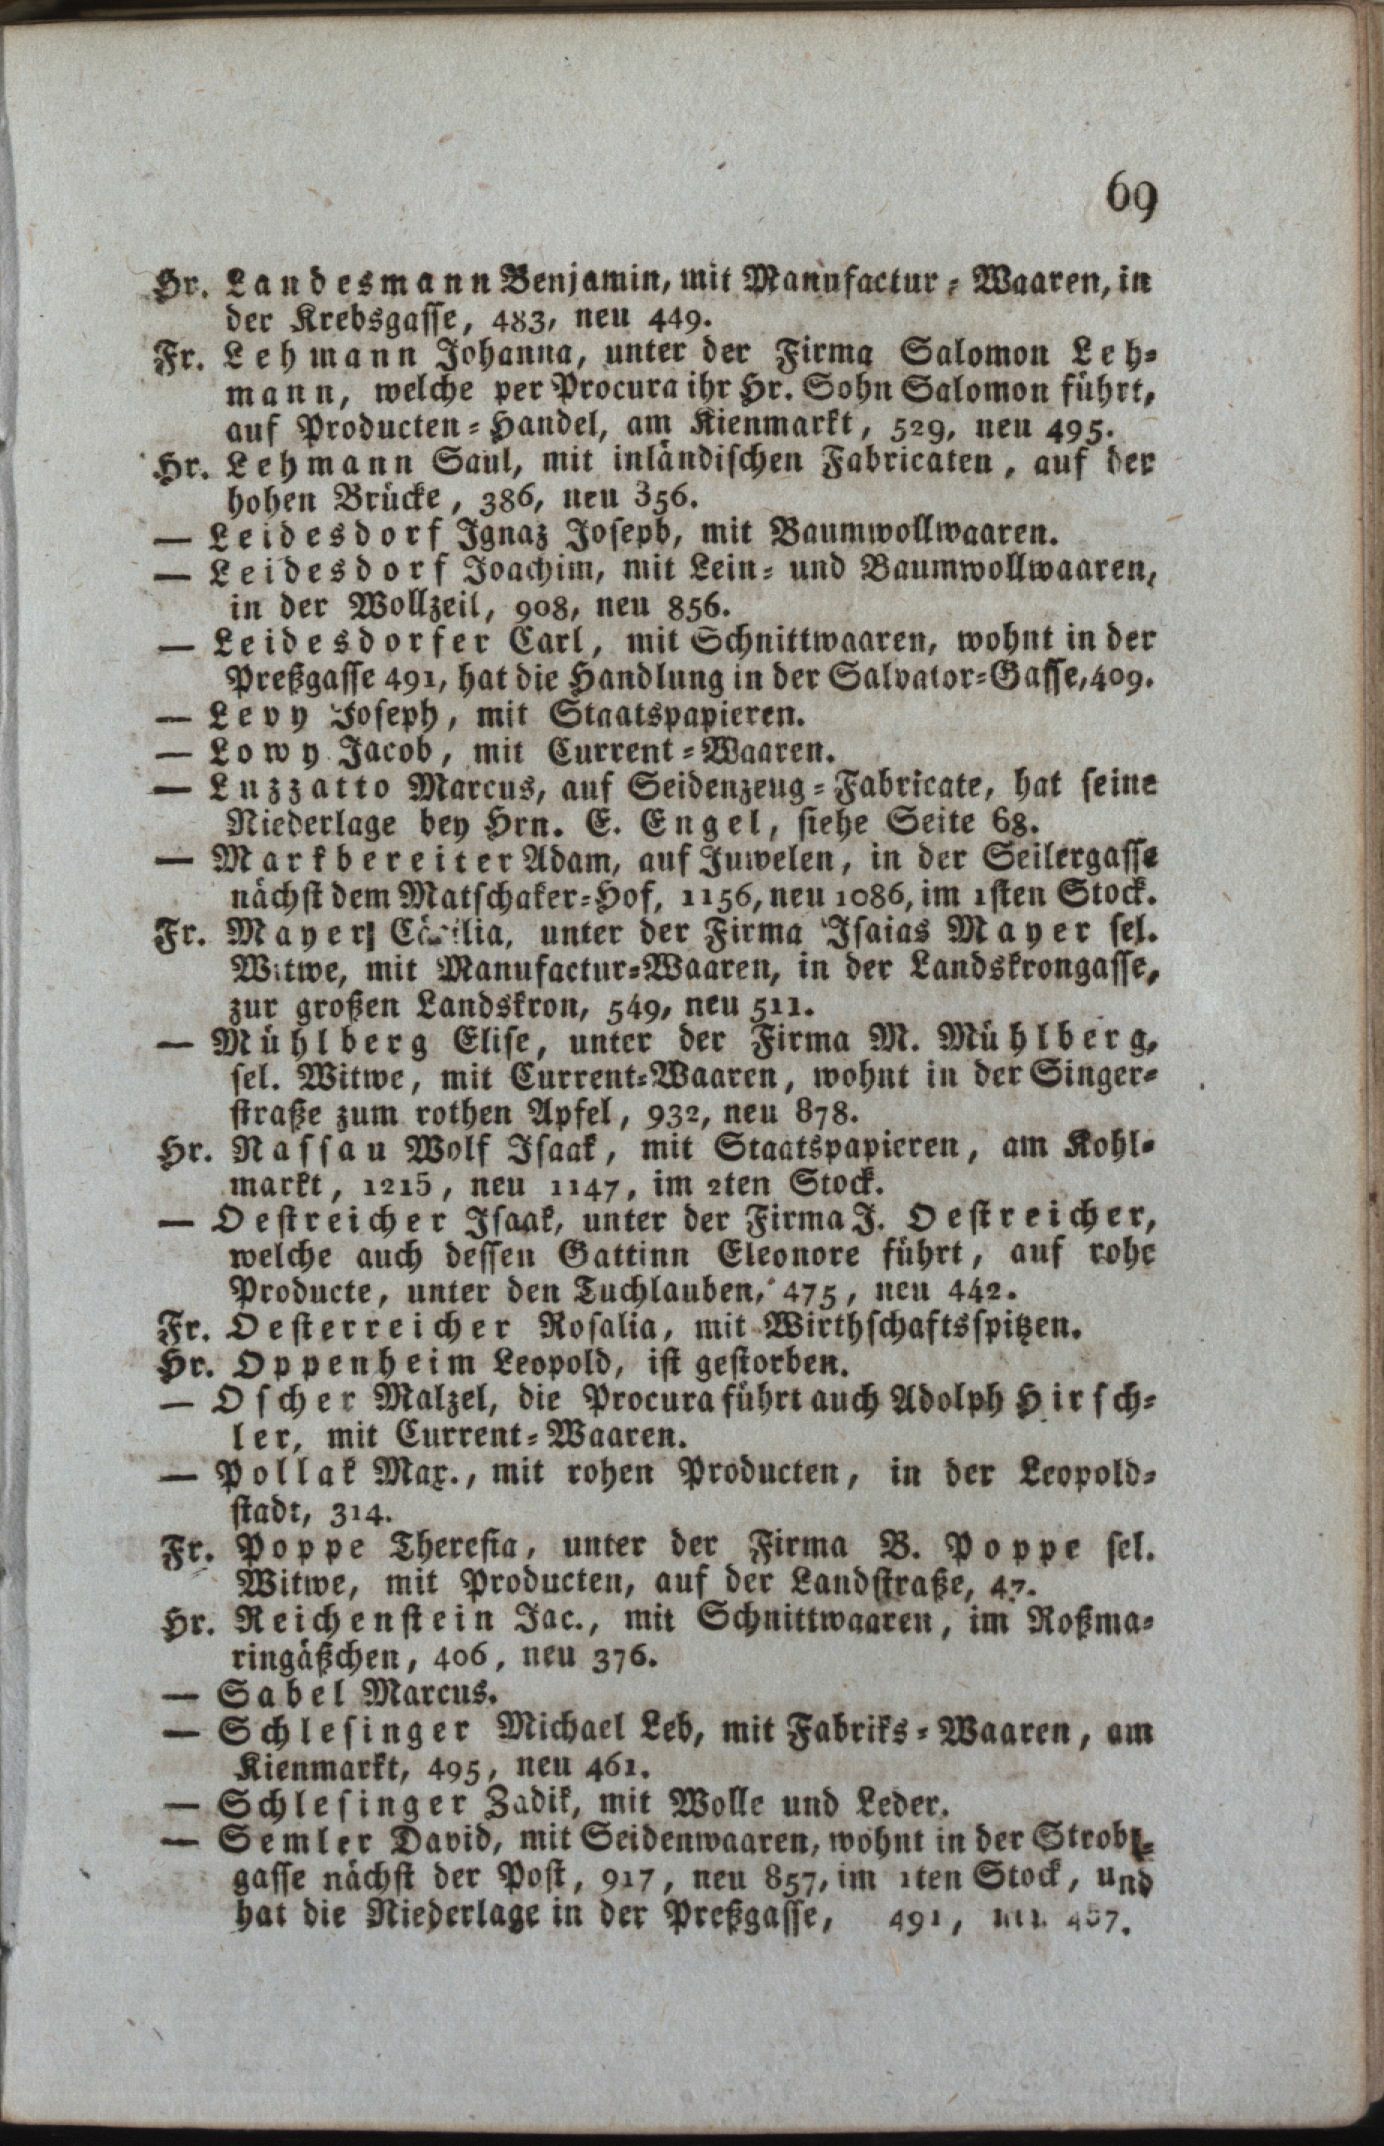 69
Hr. Landesmann Benjamin, mit Manufactur-Waaren, in
der Krebsgasse, 483, neu 449.
Fr. Lehmann Johanna, unter der Firma Salomon Leh-
mann, welche per Procura ihr Hr. Sohn Salomon führt,
auf Producten-Handel, am Kienmarkt, 529, neu 495.
Hr. Lehmann Saul, mit inländischen Fabricaten, auf der
hohen Brücke, 386, neu 356.
— Leidesdorf Ignaz Joseph, mit Baumwollwaaren.
— Leidesdorf Joachim, mit Lein- und Baumwollwaaren,
in der Wollzeil, 908, neu 856.
— Leidesdorfer Carl, mit Schnittwaaren, wohnt in der
Preßgasse 491, hat die Handlung in der Salvator-Gasse, 409.
— Levy Joseph, mit Staatspapieren.
— Lowy Jacob, mit Current-Waaren.
— Luzzatto Marcus, auf Seidenzeug-Fabricate, hat seine
Niederlage bey Hrn. E. Engel, siehe Seite 68.
— Markbereiter Adam, auf Juwelen, in der Seilergasse
nächst dem Matschaker-Hof, 1156, neu 1086, im 1sten Stock.
Fr. Mayer Cäcilia, unter der Firma Isaias Mayer sel.
Witwe, mit Manufactur-Waaren, in der Landskrongasse,
zur großen Landskron, 549, neu 511.
— Mühlberg Elise, unter der Firma M. Mühlberg,
sel. Witwe, mit Current-Waaren, wohnt in der Singer-
straße zum rothen Apfel, 932, neu 878.
Hr. Nassau Wolf Isaak, mit Staatspapieren, am Kohl-
markt, 1215, neu 1147, im 2ten Stock.
— Oestreicher Isaak, unter der Firma J. Oestreicher,
welche auch dessen Gattinn Eleonore führt, auf rohe
Producte, unter den Tuchlauben, 475, neu 442.
Fr. Oesterreicher Rosalia, mit Wirthschaftsspitzen.
Hr. Oppenheim Leopold, ist gestorben.
— Oscher Malzel, die Procura führt auch Adolph Hirsch-
ler, mit Current-Waaren.
— Pollak Max., mit rohen Producten, in der Leopold-
stadt, 314.
Fr. Poppe Theresia, unter der Firma B. Poppe sel.
Witwe, mit Producten, auf der Landstraße, 47.
Hr. Reichenstein Jac., mit Schnittwaaren, im Roßma-
ringäßchen, 406, neu 376.
— Sabel Marcus.
— Schlesinger Michael Leb, mit Fabriks-Waaren, am
Kienmarkt, 495, neu 461.
— Schlesinger Zadik, mit Wolle und Leder.
— Semler David, mit Seidenwaaren, wohnt in der Strobl-
gasse nächst der Post, 917, neu 857, im 1ten Stock, und
hat die Niederlage in der Preßgasse, 491,